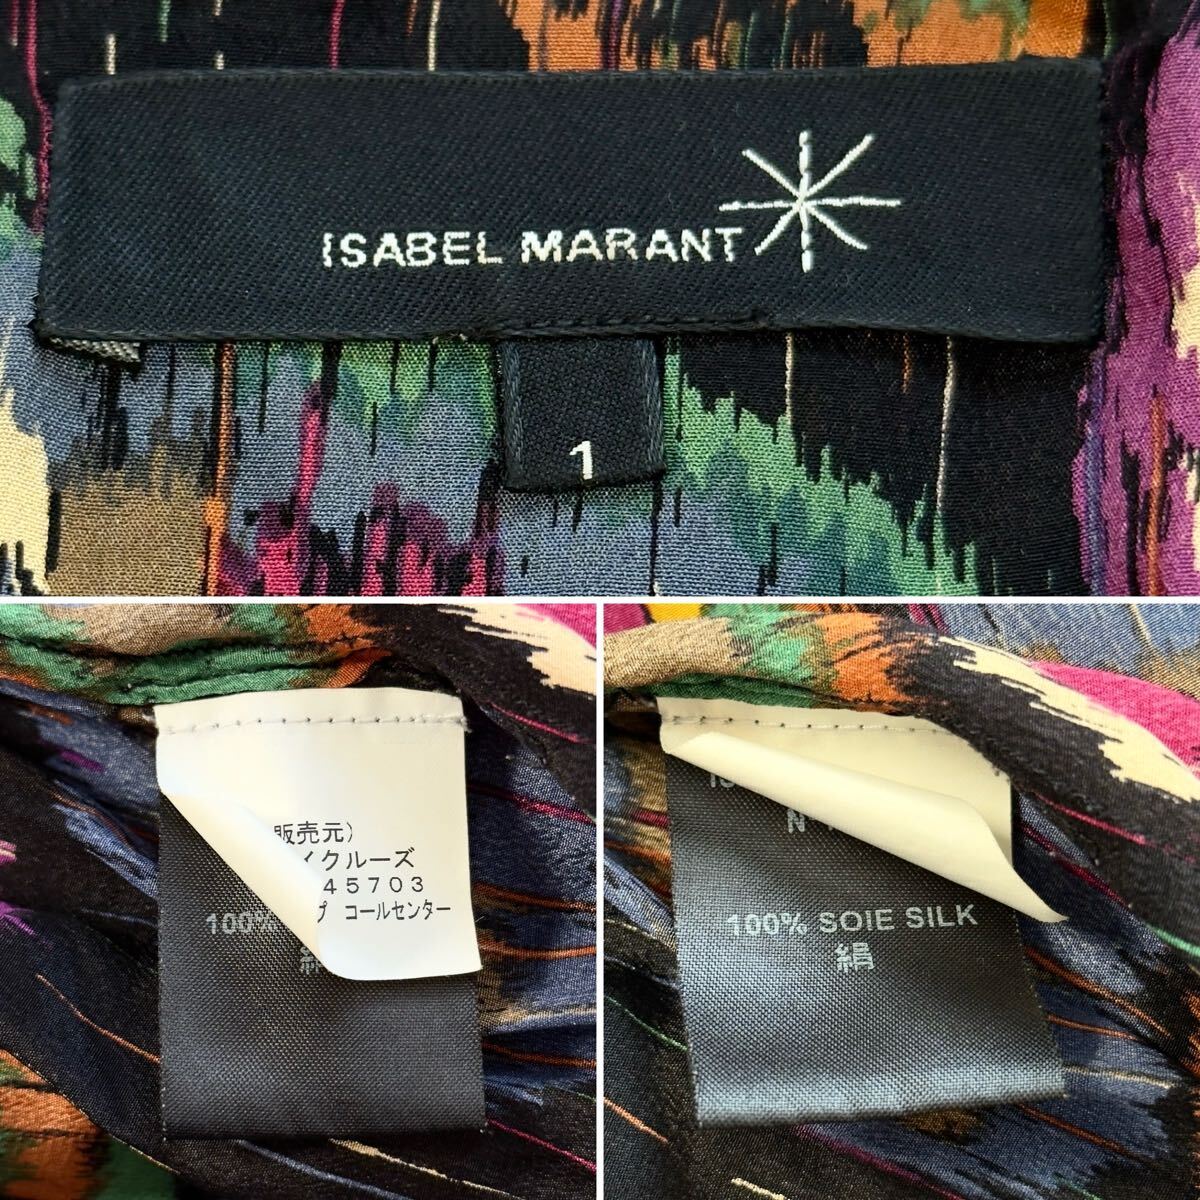 ISABEL MARANT
1
販売元）
イクルーズ
45703
プ コールセンター
100%
絹
N
100% SOIE SILK
絹